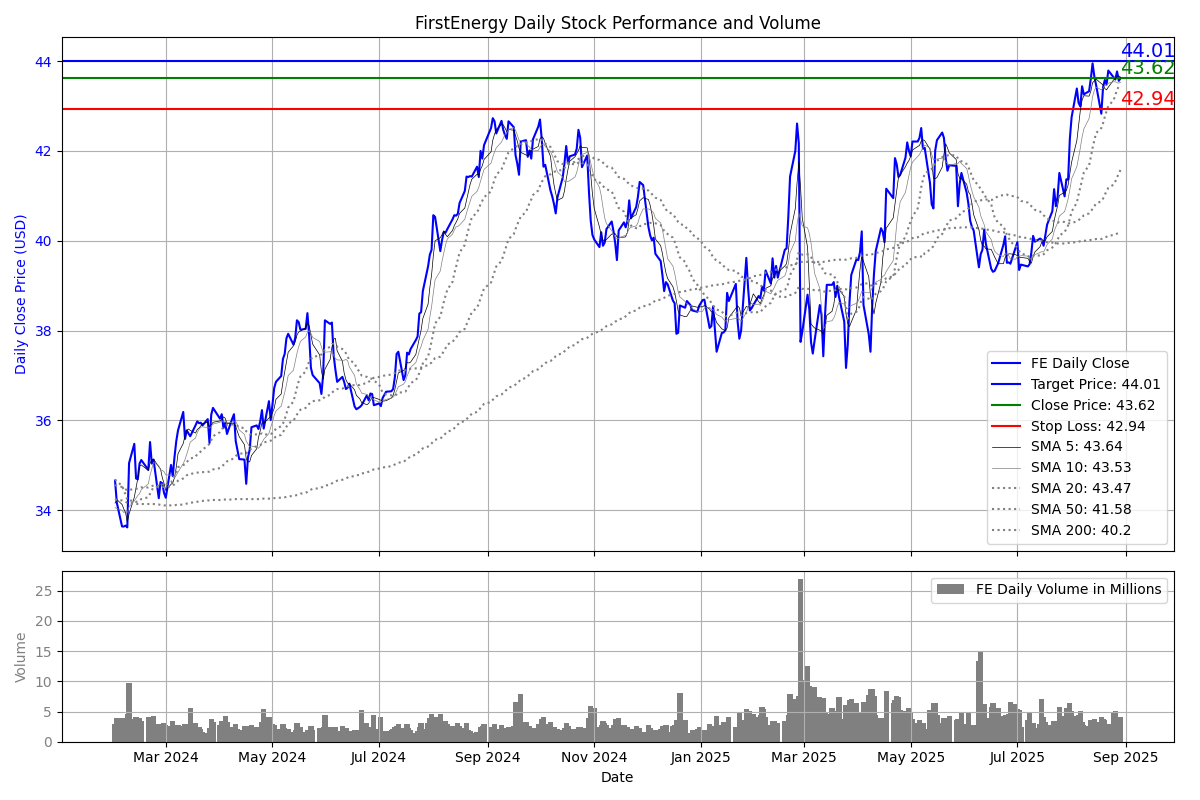 FirstEnergy Daily Stock Performance and Volume
44.01
43.62
42.94
44
42
40
38
36
34
Daily Close Price (USD)
FE Daily Close
Target Price: 44.01
Close Price: 43.62
Stop Loss: 42.94
SMA 5: 43.64
SMA 10: 43.53
SMA 20: 43.47
SMA 50: 41.58
SMA 200: 40.2
25
20
15
10
5
0
Volume
FE Daily Volume in Millions
Mar 2024 May 2024 Jul 2024 Sep 2024 Nov 2024 Jan 2025 Mar 2025 May 2025 Jul 2025 Sep 2025
Date